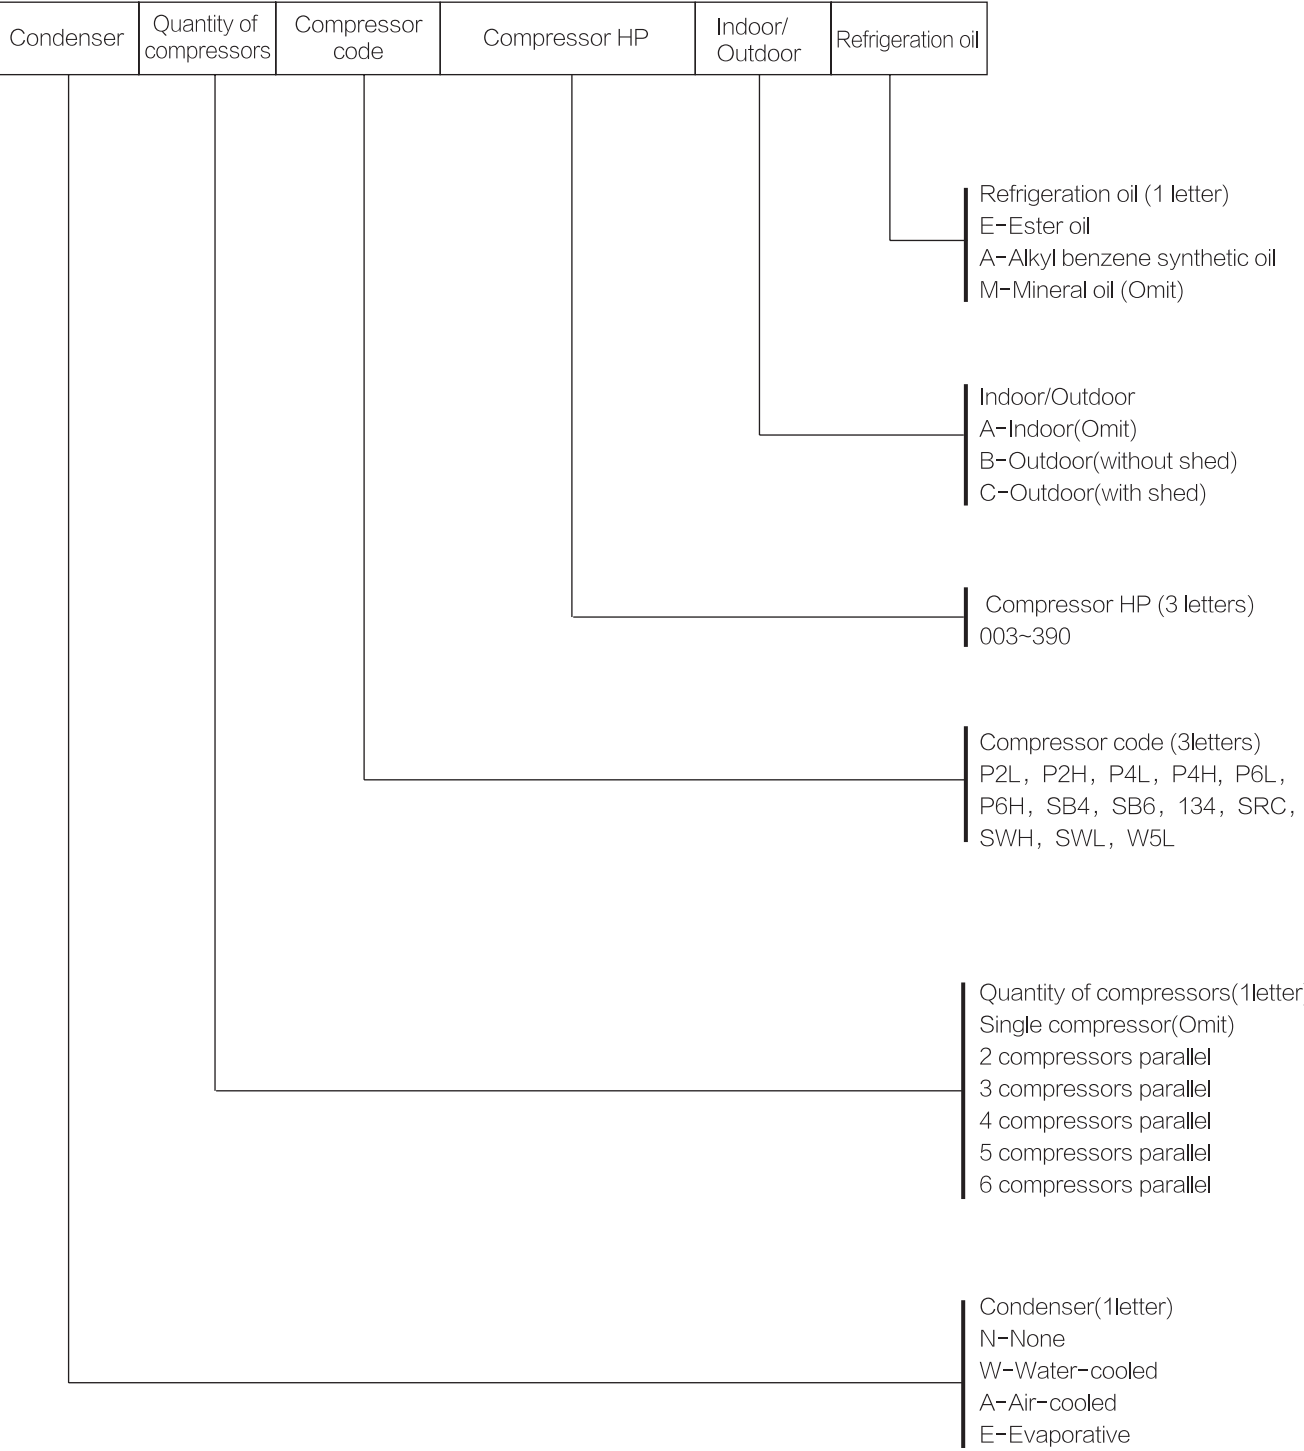 Condenser
Quantity of
compressors
Compressor
code
Compressor HP
Indoor/
Outdoor
Refrigeration oil
Refrigeration oil (1 letter)
E-Ester oil
A-Alkyl benzene synthetic oil
M-Mineral oil (Omit)
Indoor/Outdoor
A-Indoor(Omit)
B-Outdoor(without shed)
C-Outdoor(with shed)
Compressor HP (3 letters)
003~390
Compressor code (3letters)
P2L, P2H, P4L, P4H, P6L,
P6H, SB4, SB6, 134, SRC,
SWH, SWL, W5L
Quantity of compressors(1letter)
Single compressor(Omit)
2 compressors parallel
3 compressors parallel
4 compressors parallel
5 compressors parallel
6 compressors parallel
Condenser(1letter)
N-None
W-Water-cooled
A-Air-cooled
E-Evaporative